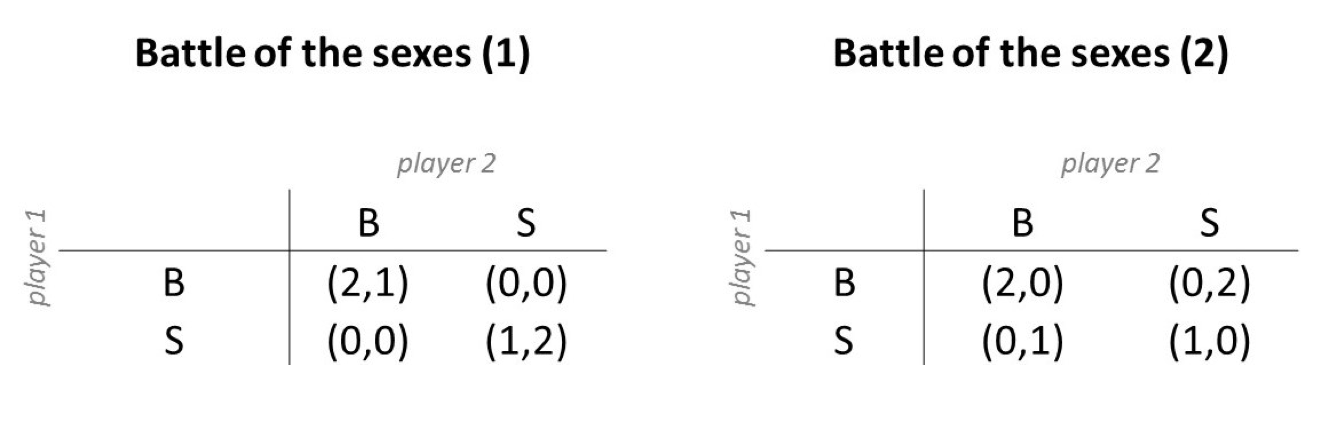 Battle of the sexes (1)
player 2
player 1
B S
B (2,1) (0,0)
S (0,0) (1,2)
Battle of the sexes (2)
player 2
player 1
B S
B (2,0) (0,2)
S (0,1) (1,0)